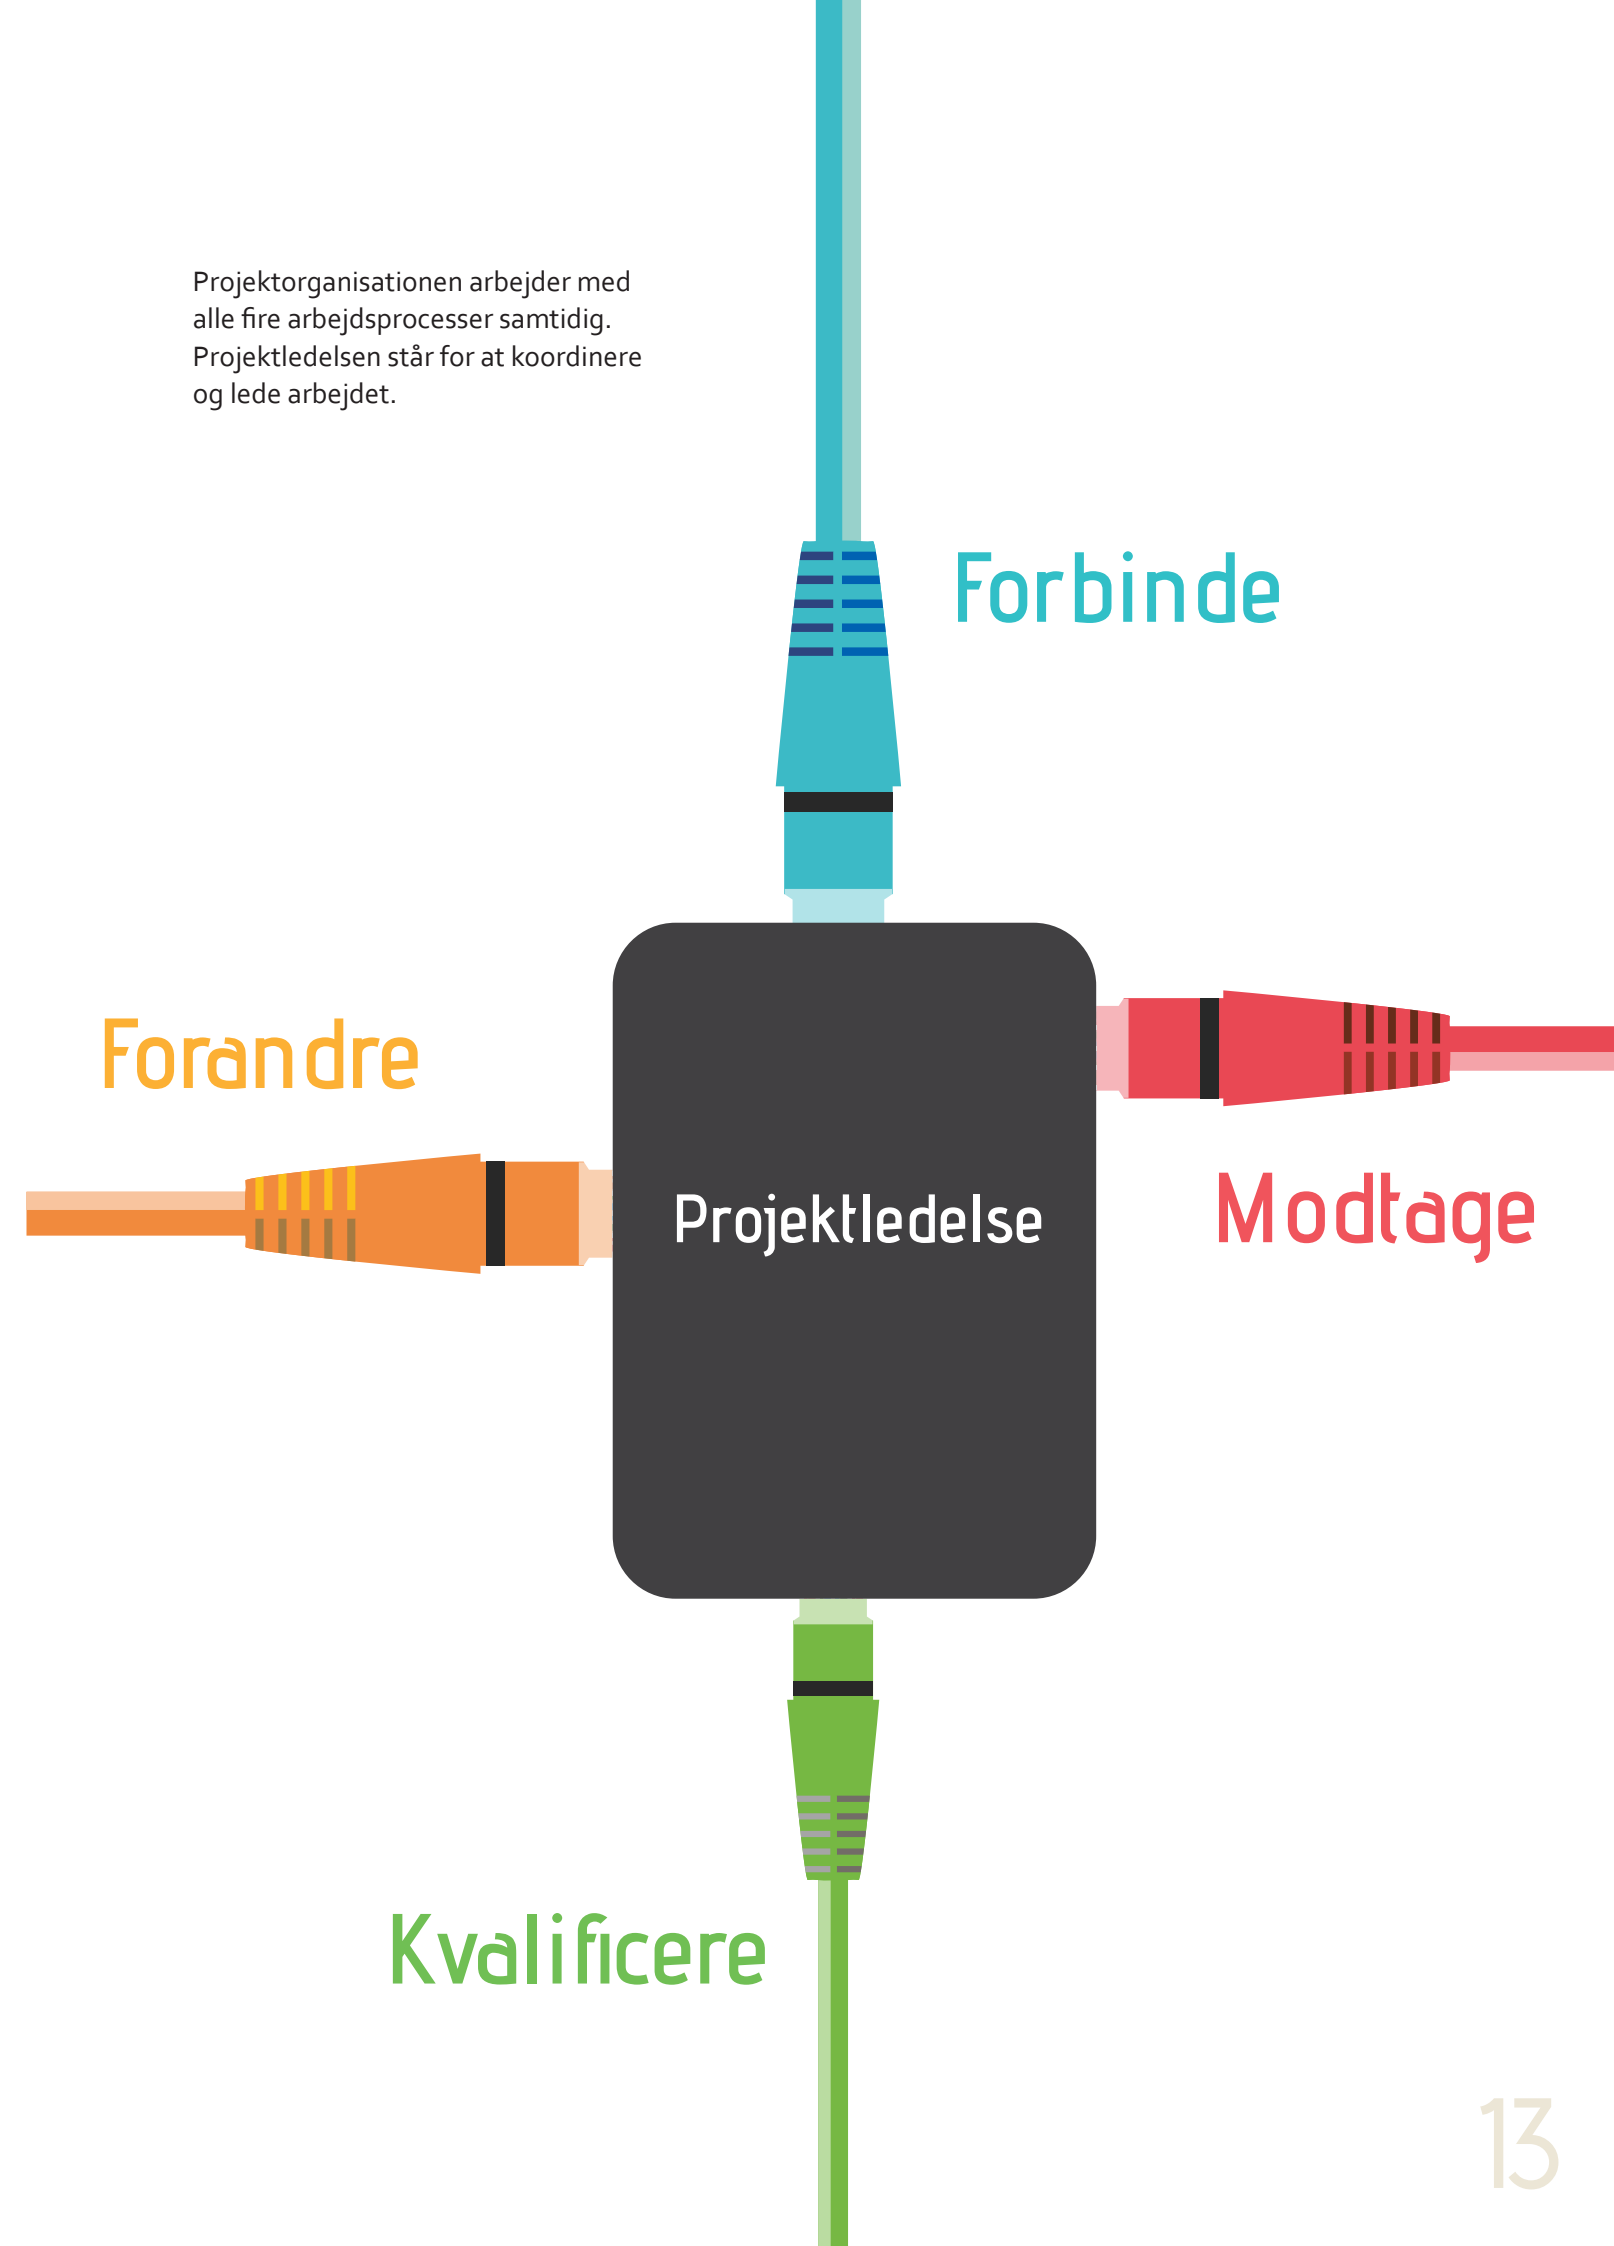 Projektorganisationen arbejder med
alle fire arbejdsprocesser samtidig.
Projektledelsen står for at koordinere
og lede arbejdet.
Forbinde
Forandre
Projektledelse
Modtage
Kvalificere
13